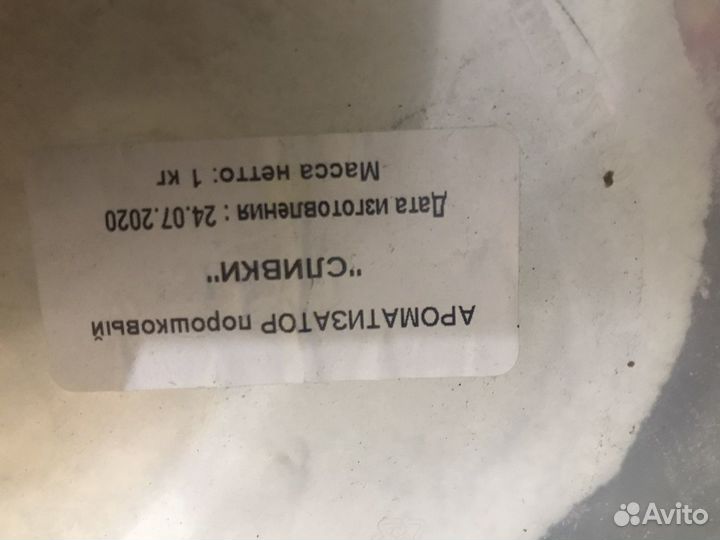 АРОМАТИЗАТОР порошковый
"СЛИВКИ"
Дата изготовления : 24.07.2020
Масса нетто: 1 кг
Avito